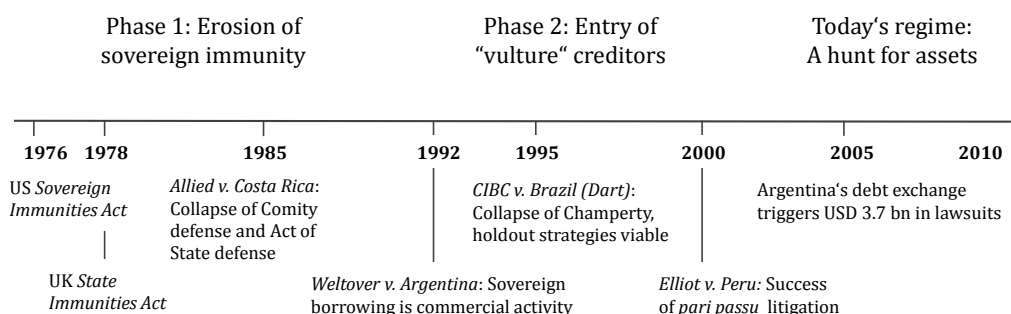 Phase 1: Erosion of
sovereign immunity
Phase 2: Entry of
“vulture“ creditors
Today‘s regime:
A hunt for assets
1976
1978
1985
1992
1995
2000
2005
2010
US Sovereign
Immunities Act
UK State
Immunities Act
Allied v. Costa Rica:
Collapse of Comity
defense and Act of
State defense
Weltover v. Argentina: Sovereign
borrowing is commercial activity
CIBC v. Brazil (Dart):
Collapse of Champerty,
holdout strategies viable
Elliot v. Peru: Success
of pari passu litigation
Argentina‘s debt exchange
triggers USD 3.7 bn in lawsuits